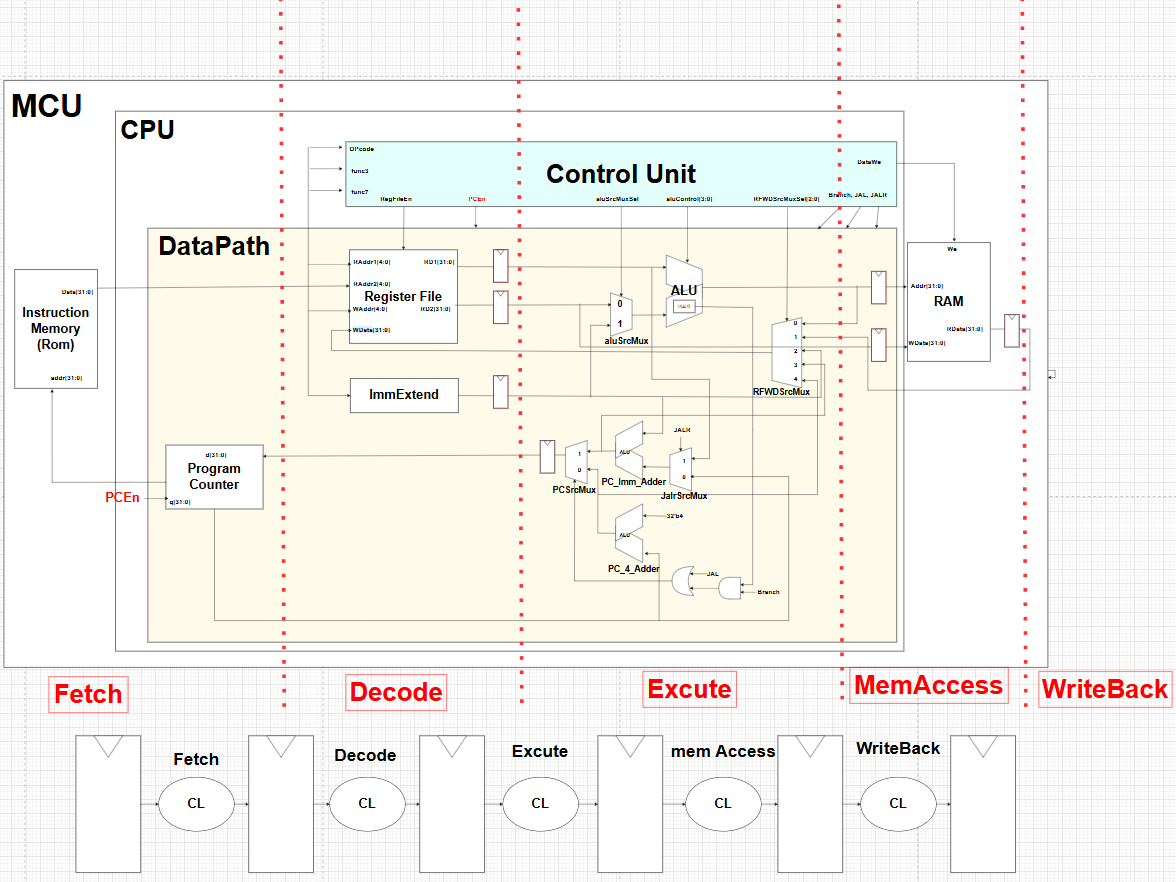 MCU
CPU
OPcode
func3
func7
RegFileEn
PCEn
Control Unit
aluSrcMuxSel
aluControl(3:0)
RFWDSrcMuxSel(2:0)
DataWe
Branch, JAL, JALR
DataPath
Instruction
Memory
(Rom)
Data(31:0)
addr(31:0)
RAddr1(4:0)
RAddr2(4:0)
WAddr(4:0)
WData(31:0)
RD1(31:0)
RD2(31:0)
Register File
ImmExtend
d(31:0)
Program
Counter
q(31:0)
PCEn
0
1
aluSrcMux
ALU
0
1
2
3
4
RFWDSrcMux
We
Addr(31:0)
RAM
RData(31:0)
WData(31:0)
1
0
PCSrcMux
ALU
PC_Imm_Adder
JALR
1
0
JalrSrcMux
32'b4
ALU
PC_4_Adder
JAL
Branch
Fetch
Decode
Excute
MemAccess
WriteBack
Fetch
Decode
Excute
mem Access
WriteBack
CL
CL
CL
CL
CL